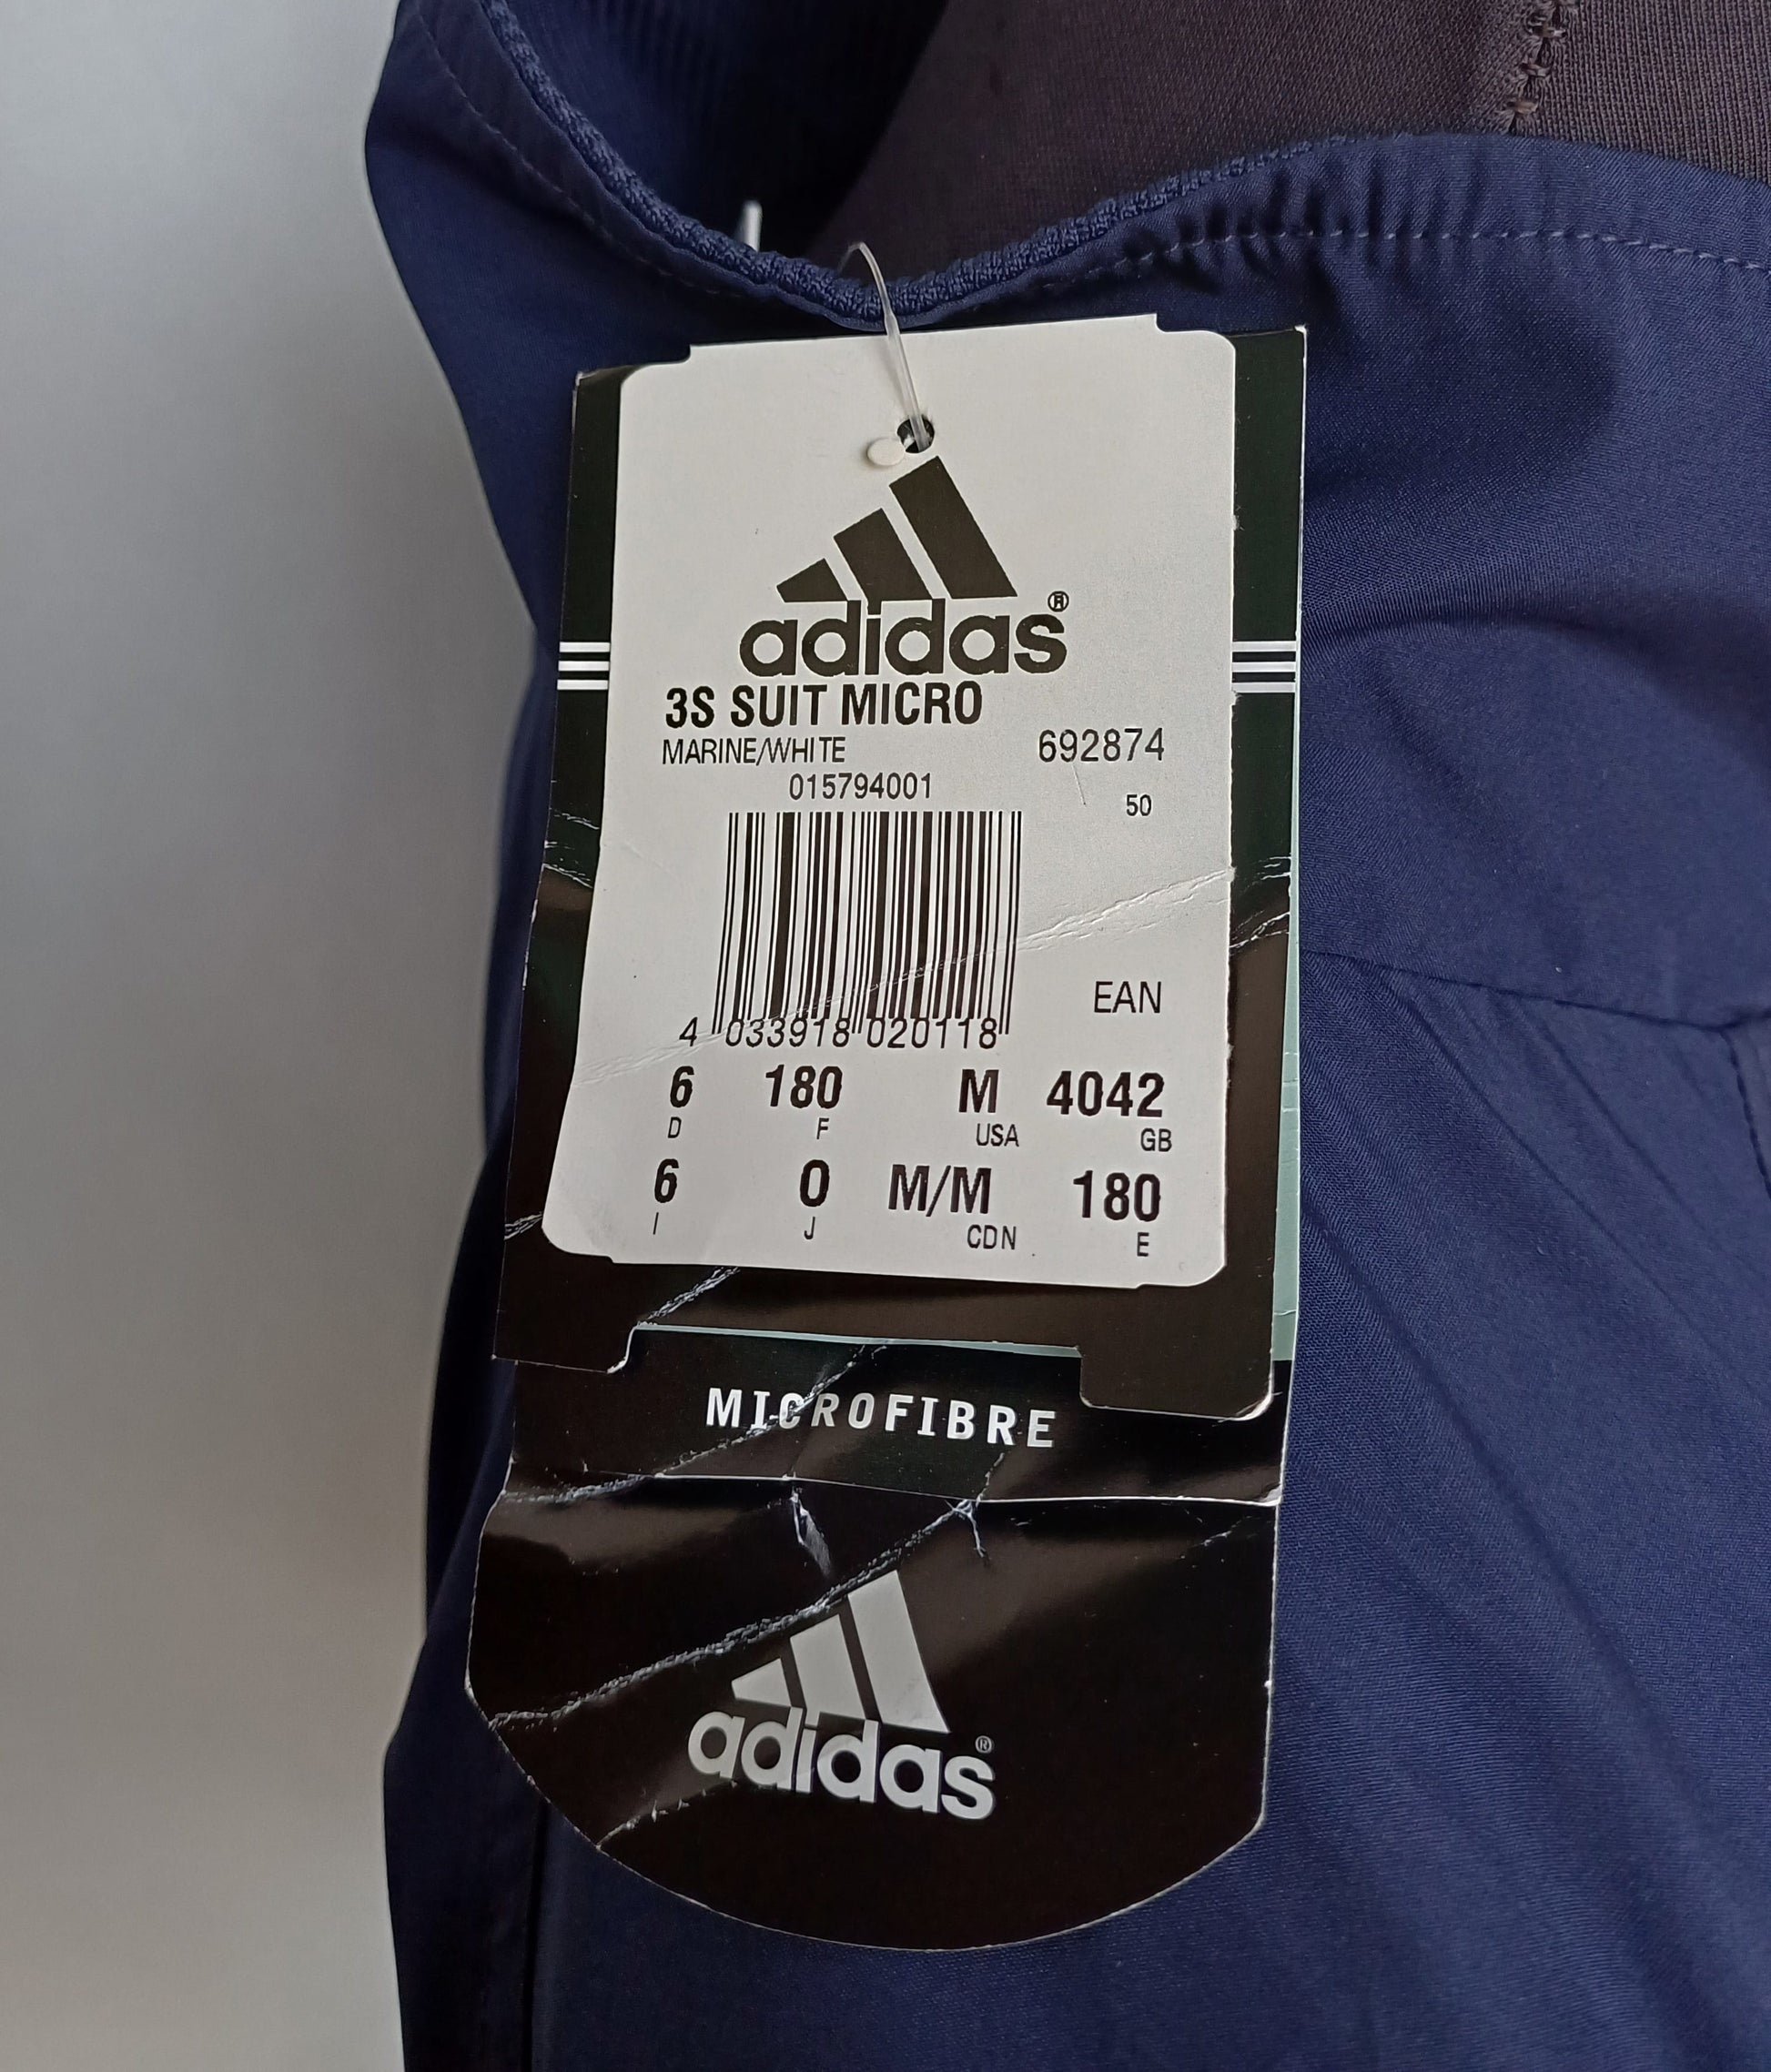 adidas®
3S SUIT MICRO
MARINE/WHITE 692874
015794001 50
EAN
4 033918 020118
6 180 M 4042
D F USA GB
6 O M/M 180
I J CDN E
MICROFIBRE
adidas®